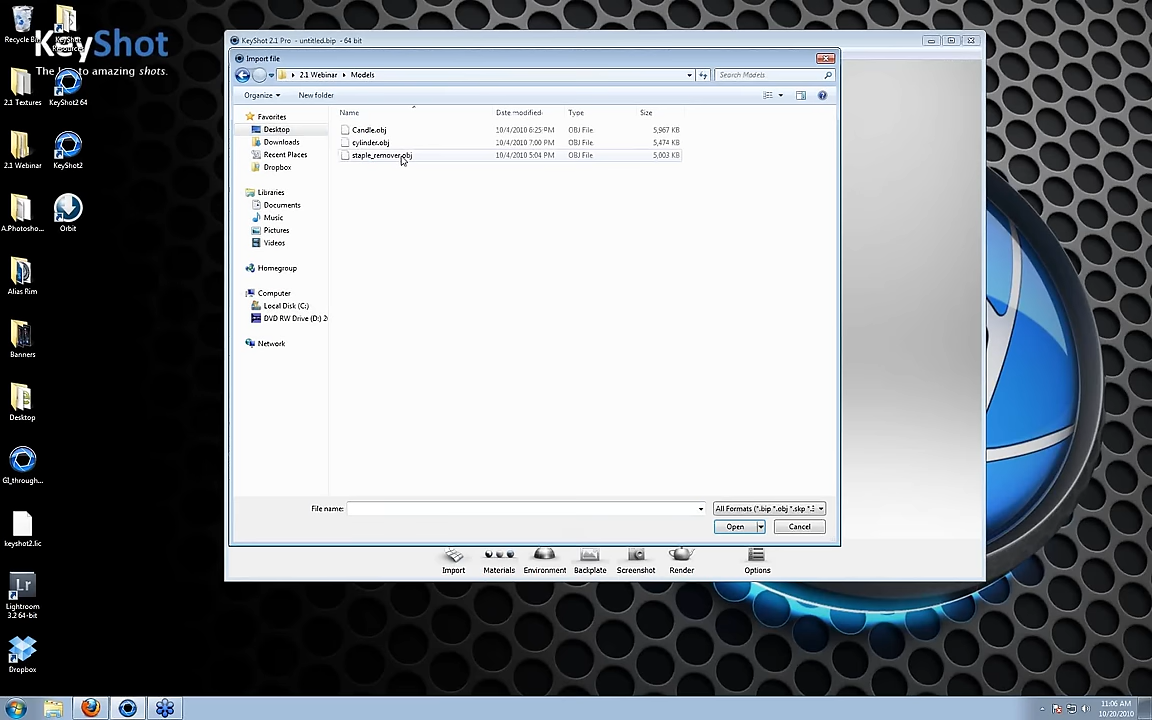 KeyShot
The key to amazing shots.
Recycle Bin
KeyShot
2.1 Textures
KeyShot2 64
2.1 Webinar
KeyShot2
A.Photosho...
Orbit
Alias Rim
Banners
Desktop
GI_through...
keyshot2.lic
Lightroom
3.2 64-bit
Dropbox
KeyShot 2.1 Pro - untitled.bip - 64 bit
Import file
2.1 Webinar
Models
Search Models
Organize
New folder
Name
Date modified
Type
Size
Favorites
Desktop
Downloads
Recent Places
Dropbox
Libraries
Documents
Music
Pictures
Videos
Homegroup
Computer
Local Disk (C:)
DVD RW Drive (D:) 2
Network
Candle.obj 10/4/2010 6:25 PM OBJ File 5,967 KB
cylinder.obj 10/4/2010 7:00 PM OBJ File 5,474 KB
staple_remover.obj 10/4/2010 5:04 PM OBJ File 5,003 KB
File name:
All Formats (*.bip *.obj *.skp
Open
Cancel
Import
Materials
Environment
Backplate
Screenshot
Render
Options
Lr
11:06 AM
10/20/2010